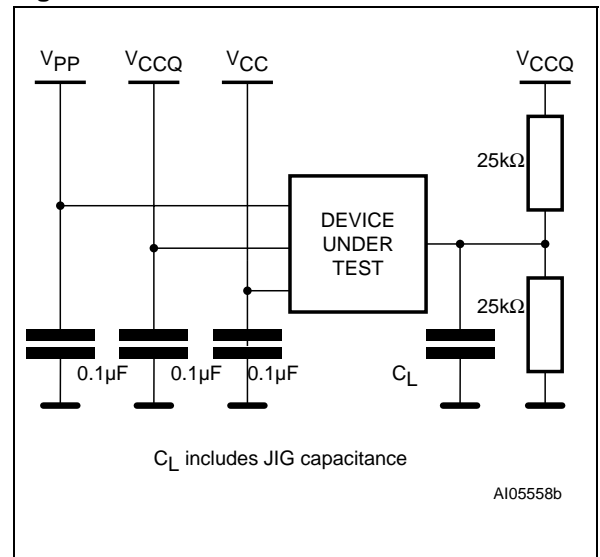 VPP VCCQ VCC VCCQ
25kΩ
DEVICE
UNDER
TEST
25kΩ
0.1µF 0.1µF 0.1µF CL
CL includes JIG capacitance
AI05558b